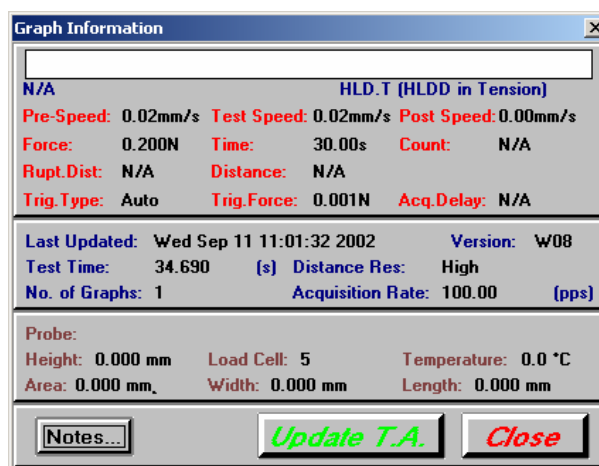 Graph Information
N/A HLD.T (HLDD in Tension)
Pre-Speed: 0.02mm/s Test Speed: 0.02mm/s Post Speed: 0.00mm/s
Force: 0.200N Time: 30.00s Count: N/A
Rupt.Dist: N/A Distance: N/A
Trig.Type: Auto Trig.Force: 0.001N Acq.Delay: N/A
Last Updated: Wed Sep 11 11:01:32 2002 Version: W08
Test Time: 34.690 (s) Distance Res: High
No. of Graphs: 1 Acquisition Rate: 100.00 (pps)
Probe:
Height: 0.000 mm Load Cell: 5 Temperature: 0.0 °C
Area: 0.000 mm. Width: 0.000 mm Length: 0.000 mm
Notes... Update T.A. Close